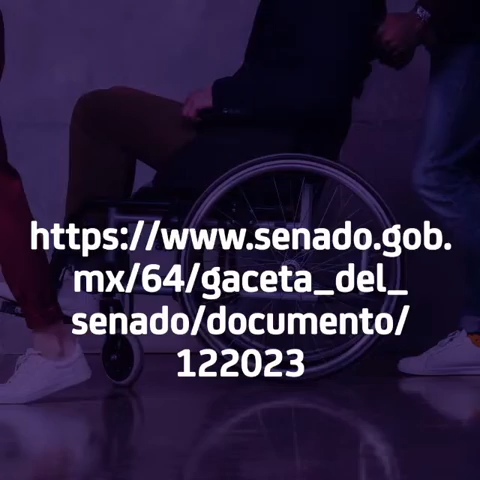 https://www.senado.gob.
mx/64/gaceta_del_
senado/documento/
122023